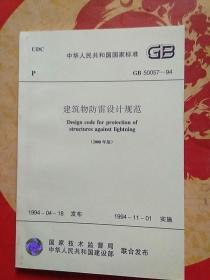 UDC
中华人民共和国国家标准
GB
P
GB 50057—94
建筑物防雷设计规范
Design code for protection of
structures against lightning
(2000年版)
1994-04-18 发布
1994-11-01 实施
国家技术监督局
中华人民共和国建设部
联合发布